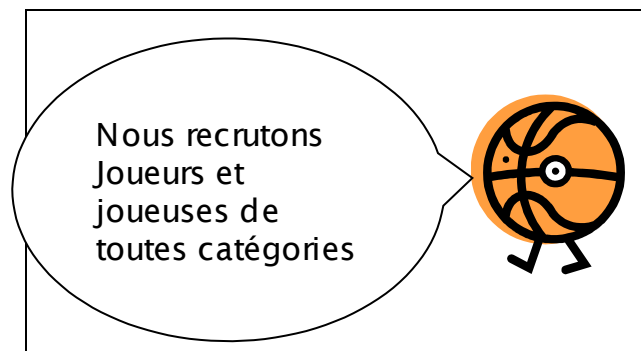 Nous recrutons
Joueurs et
joueuses de
toutes catégories